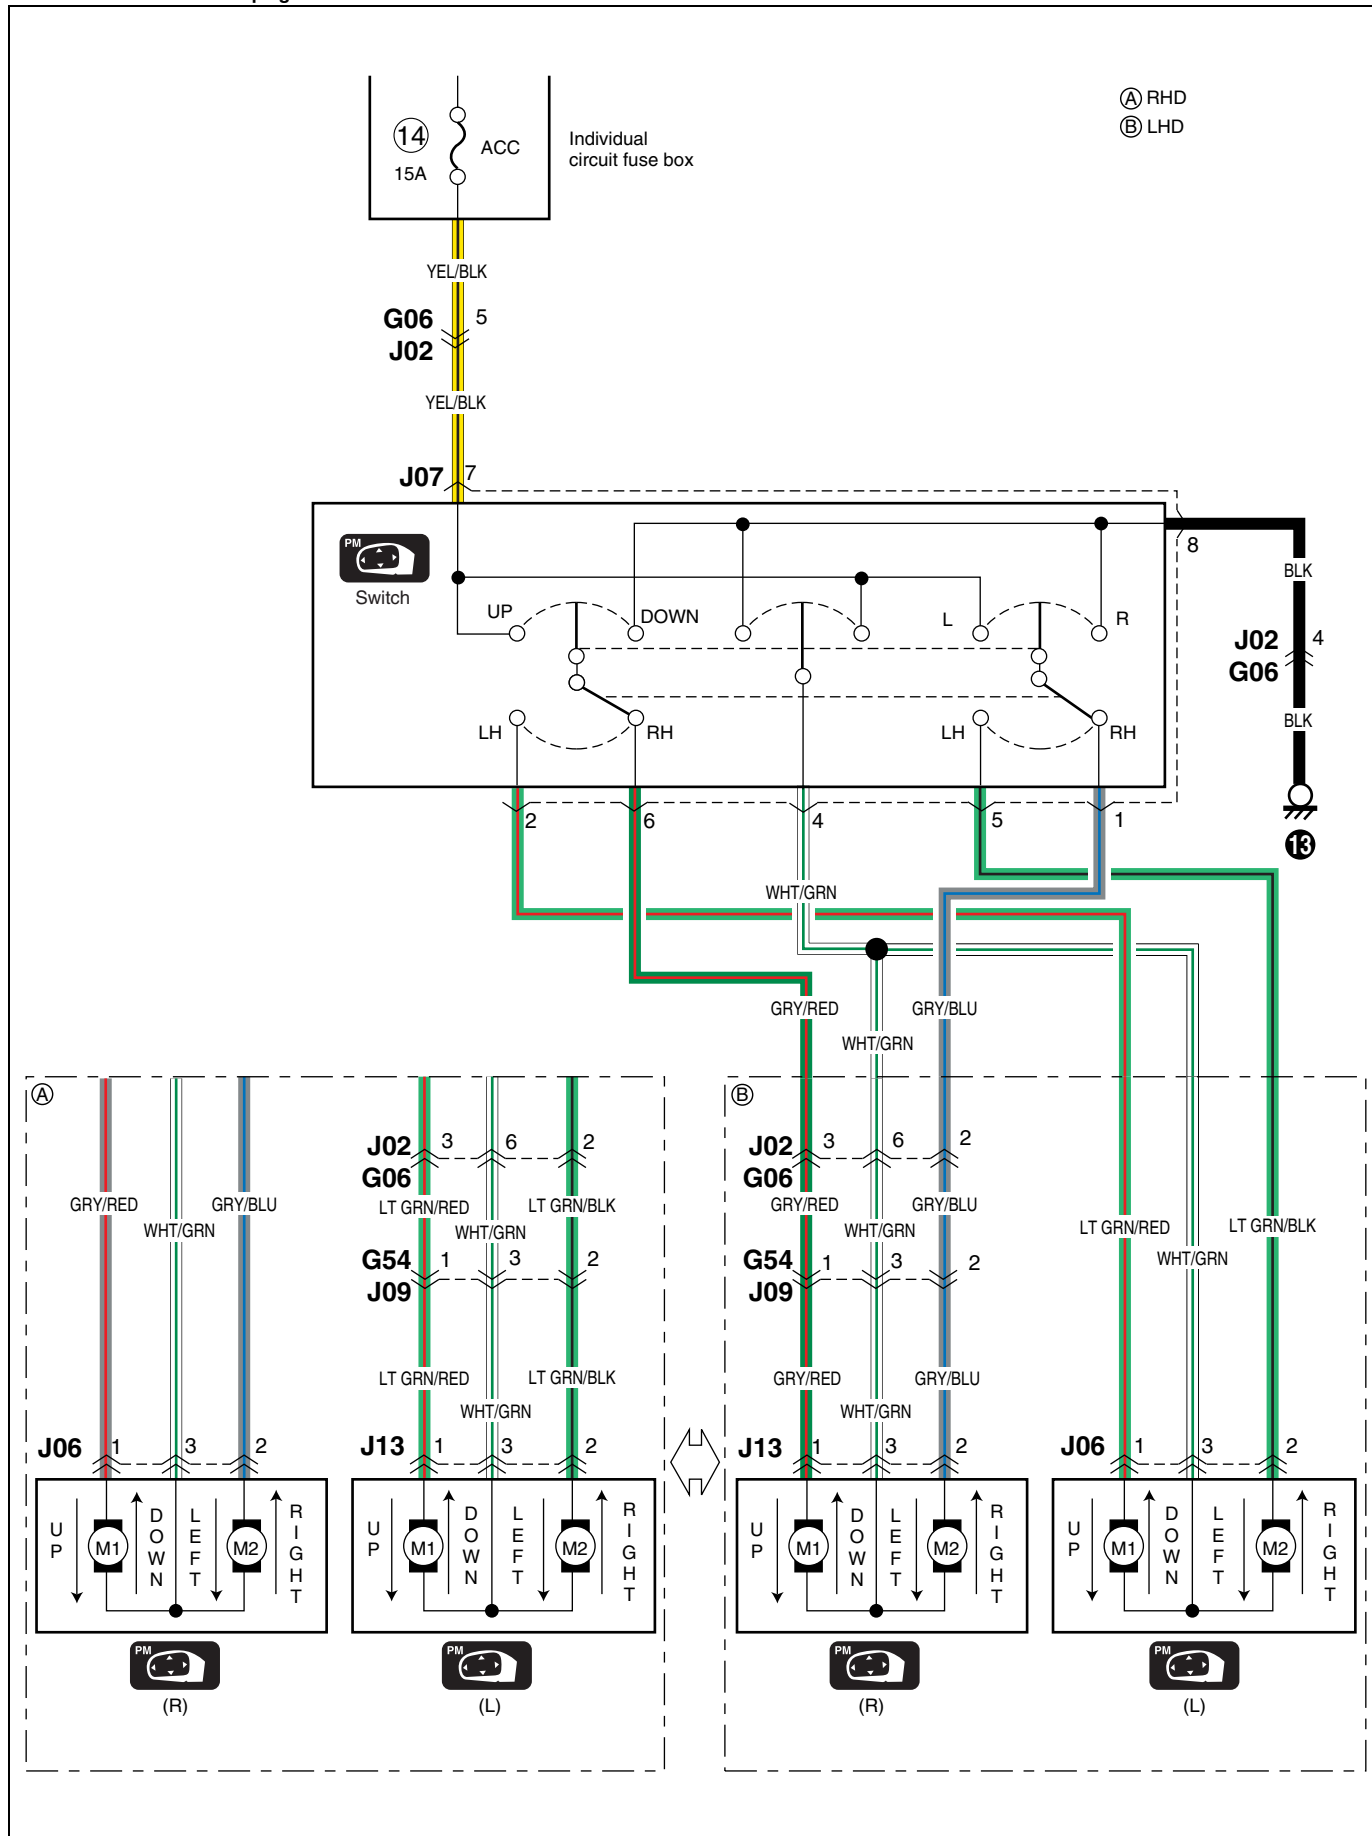 Ⓐ RHD
Ⓑ LHD
14
15A
ACC
Individual
circuit fuse box
YEL/BLK
G06 5
J02
YEL/BLK
J07 7
8
PM
Switch
UP
DOWN
L
R
BLK
J02 4
G06
BLK
13
LH
RH
LH
RH
2
6
4
5
1
WHT/GRN
GRY/RED
GRY/BLU
WHT/GRN
Ⓐ
GRY/RED
WHT/GRN
GRY/BLU
J02 3 6 2
G06
LT GRN/RED
WHT/GRN
LT GRN/BLK
G54 1 3 2
J09
LT GRN/RED
WHT/GRN
LT GRN/BLK
J06 1 3 2
J13 1 3 2
UP
M1
DOWN
LEFT
M2
RIGHT
PM
(R)
UP
M1
DOWN
LEFT
M2
RIGHT
PM
(L)
Ⓑ
J02 3 6 2
G06
GRY/RED
WHT/GRN
GRY/BLU
LT GRN/RED
WHT/GRN
LT GRN/BLK
G54 1 3 2
J09
GRY/RED
WHT/GRN
GRY/BLU
J13 1 3 2
J06 1 3 2
UP
M1
DOWN
LEFT
M2
RIGHT
PM
(R)
UP
M1
DOWN
LEFT
M2
RIGHT
PM
(L)